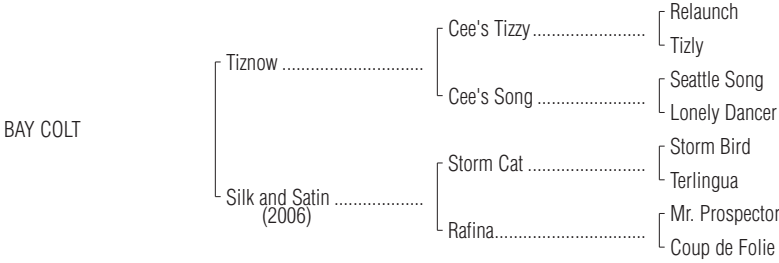 Relaunch
Cee's Tizzy..........................
Tizly
Tiznow ................................
Seattle Song
Cee's Song .........................
Lonely Dancer
BAY COLT
Storm Bird
Storm Cat ...........................
Terlingua
Silk and Satin ....................
(2006)
Mr. Prospector
Rafina...................................
Coup de Folie